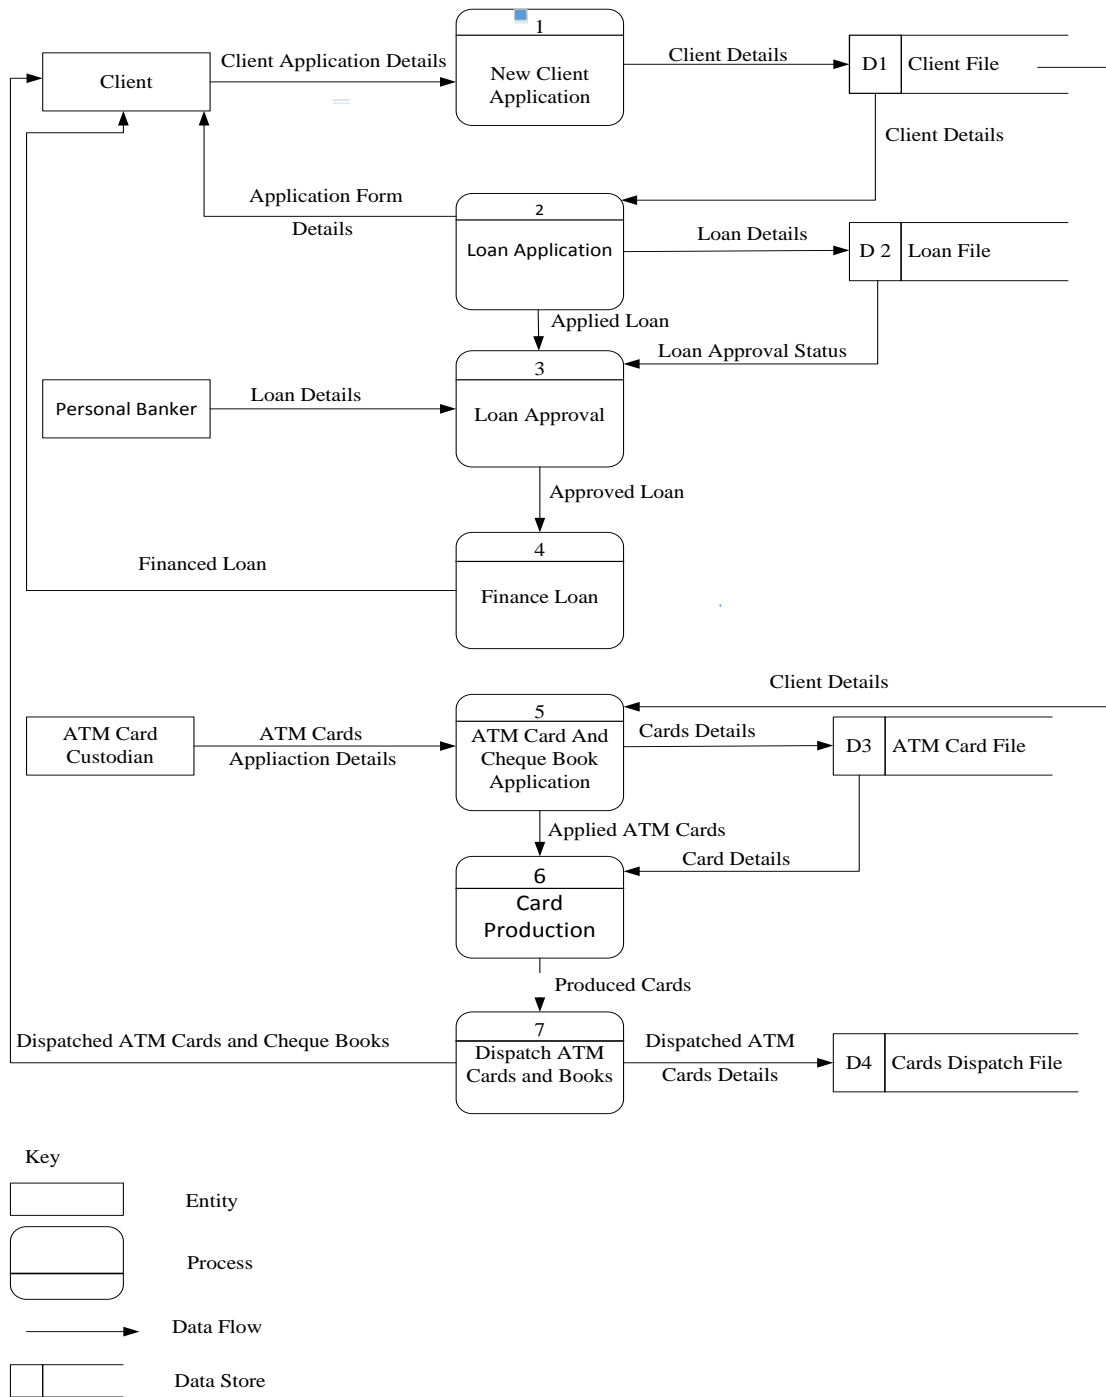 1
Client Details
D1
Client File
Client
Client Application Details
New Client
Application
Client Details
Application Form
Details
2
Loan Application
Loan Details
D 2
Loan File
Applied Loan
Loan Approval Status
3
Personal Banker
Loan Details
Loan Approval
Approved Loan
4
Financed Loan
Finance Loan
Client Details
5
ATM Card
Custodian
ATM Cards
Appliaction Details
ATM Card And
Cheque Book
Application
Cards Details
D3
ATM Card File
Applied ATM Cards
Card Details
6
Card
Production
Produced Cards
7
Dispatched ATM Cards and Cheque Books
Dispatch ATM
Cards and Books
Dispatched ATM
Cards Details
D4
Cards Dispatch File
Key
Entity
Process
Data Flow
Data Store